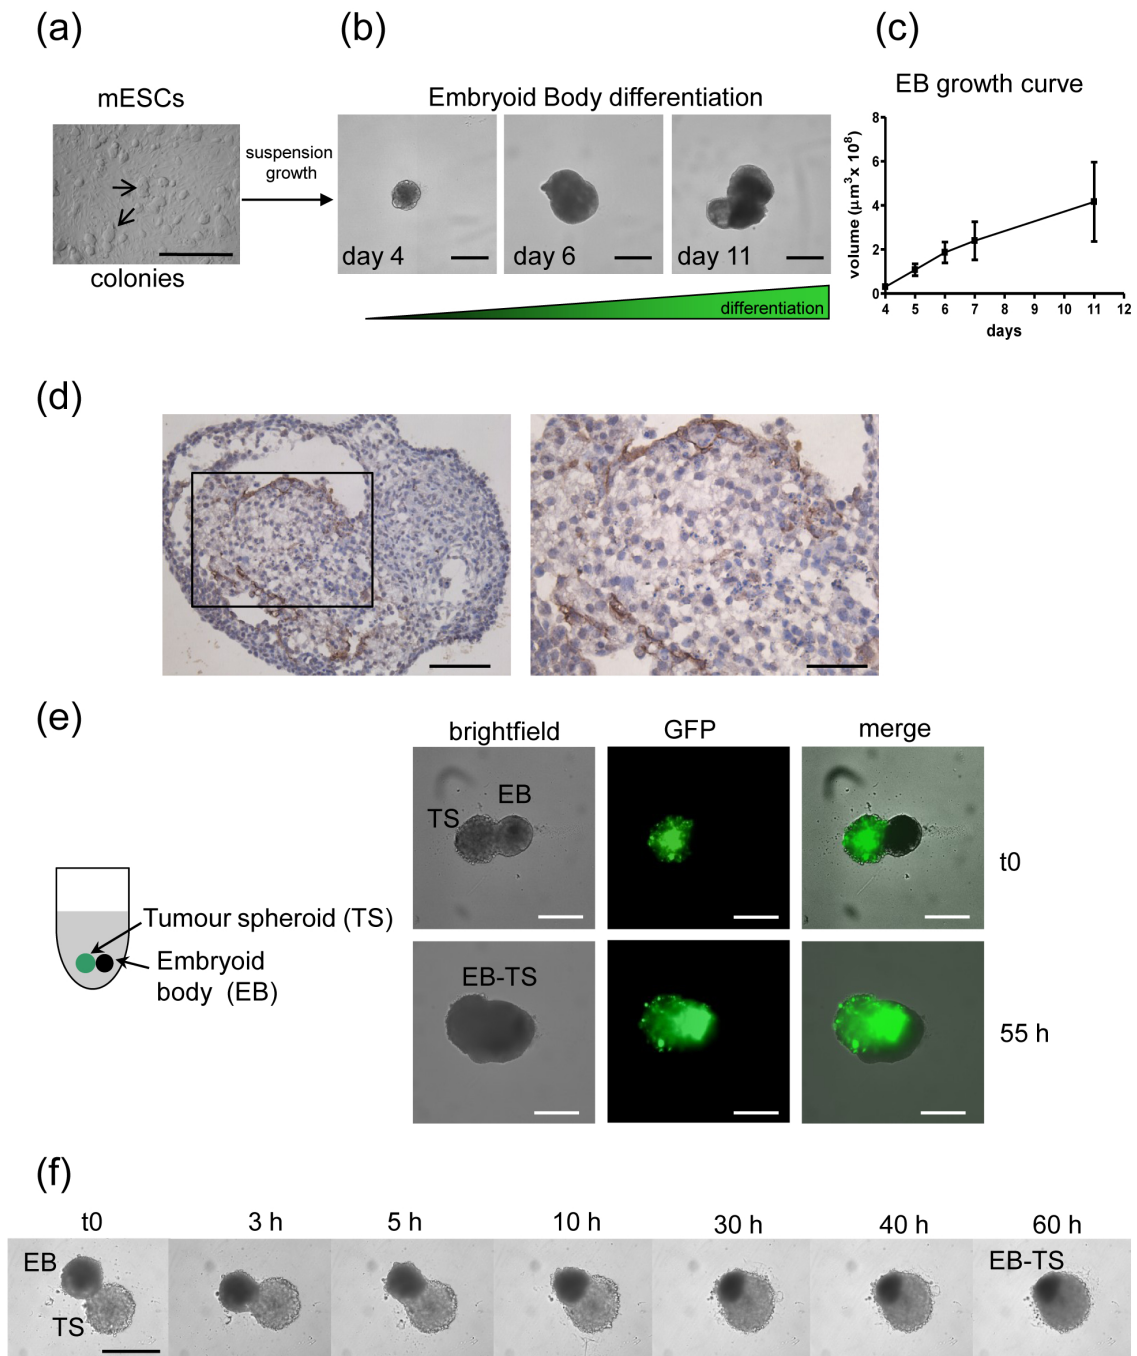 (a)
mESCs
colonies
suspension
growth
(b)
Embryoid Body differentiation
day 4
day 6
day 11
differentiation
(c)
EB growth curve
volume (μm³x 10⁸)
8
6
4
2
0
4 5 6 7 8 9 10 11 12
days
(d)
(e)
brightfield
GFP
merge
TS
EB
t0
Tumour spheroid (TS)
Embryoid
body (EB)
EB-TS
55 h
(f)
t0
3 h
5 h
10 h
30 h
40 h
60 h
EB
TS
EB-TS